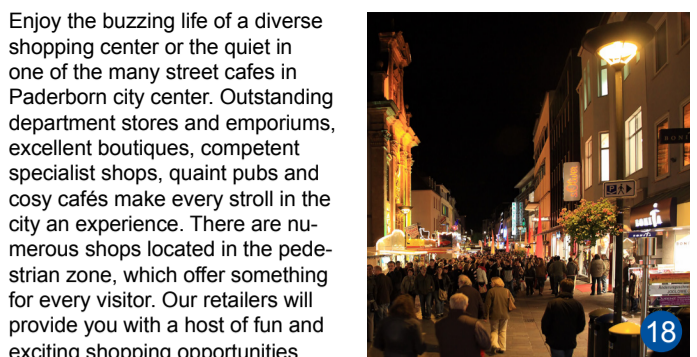 Enjoy the buzzing life of a diverse
shopping center or the quiet in
one of the many street cafes in
Paderborn city center. Outstanding
department stores and emporiums,
excellent boutiques, competent
specialist shops, quaint pubs and
cosy cafés make every stroll in the
city an experience. There are nu-
merous shops located in the pede-
strian zone, which offer something
for every visitor. Our retailers will
provide you with a host of fun and
exciting shopping opportunities
P
18